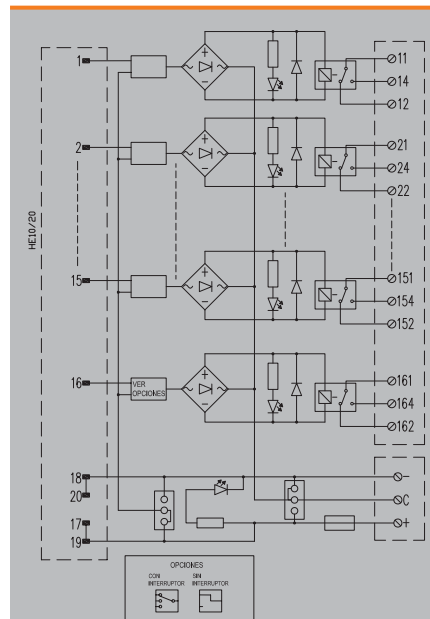 1
11
14
12
2
21
24
22
HE10/20
15
151
154
152
16
VER
OPCIONES
161
164
162
18
20
17
19
-
C
+
OPCIONES
CON
INTERRUPTOR
SIN
INTERRUPTOR